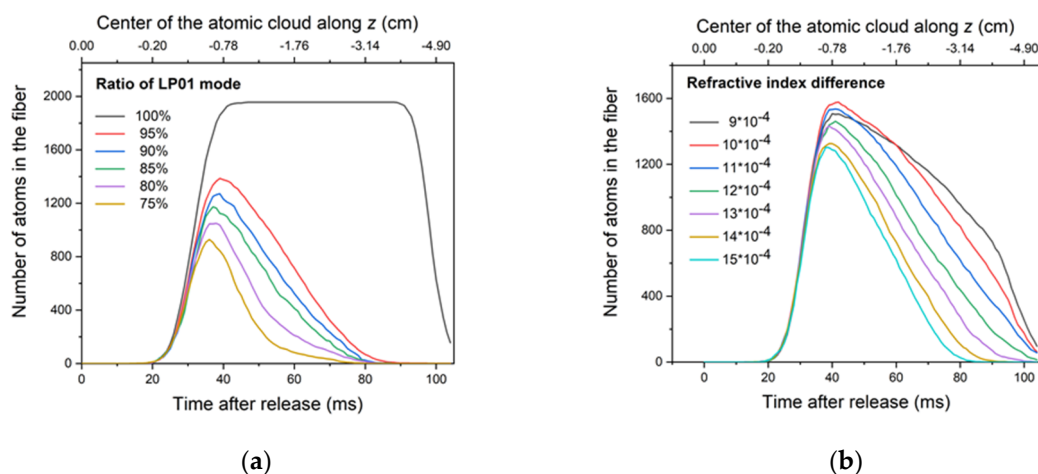 Center of the atomic cloud along z (cm)
0.00 -0.20 -0.78 -1.76 -3.14 -4.90
Number of atoms in the fiber
2000
1600
1200
800
400
0
Ratio of LP01 mode
100%
95%
90%
85%
80%
75%
0 20 40 60 80 100
Time after release (ms)
(a)
Center of the atomic cloud along z (cm)
0.00 -0.20 -0.78 -1.76 -3.14 -4.90
Number of atoms in the fiber
1600
1200
800
400
0
Refractive index difference
9*10⁻⁴
10*10⁻⁴
11*10⁻⁴
12*10⁻⁴
13*10⁻⁴
14*10⁻⁴
15*10⁻⁴
0 20 40 60 80 100
Time after release (ms)
(b)